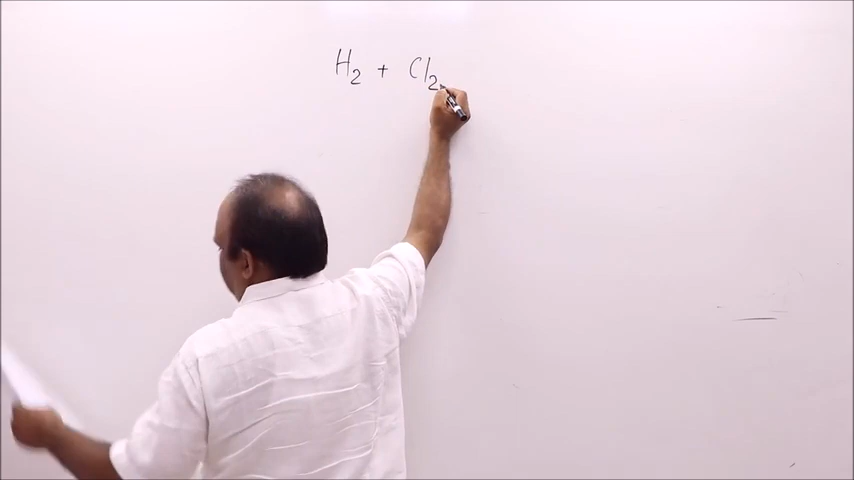 H₂ + Cl₂